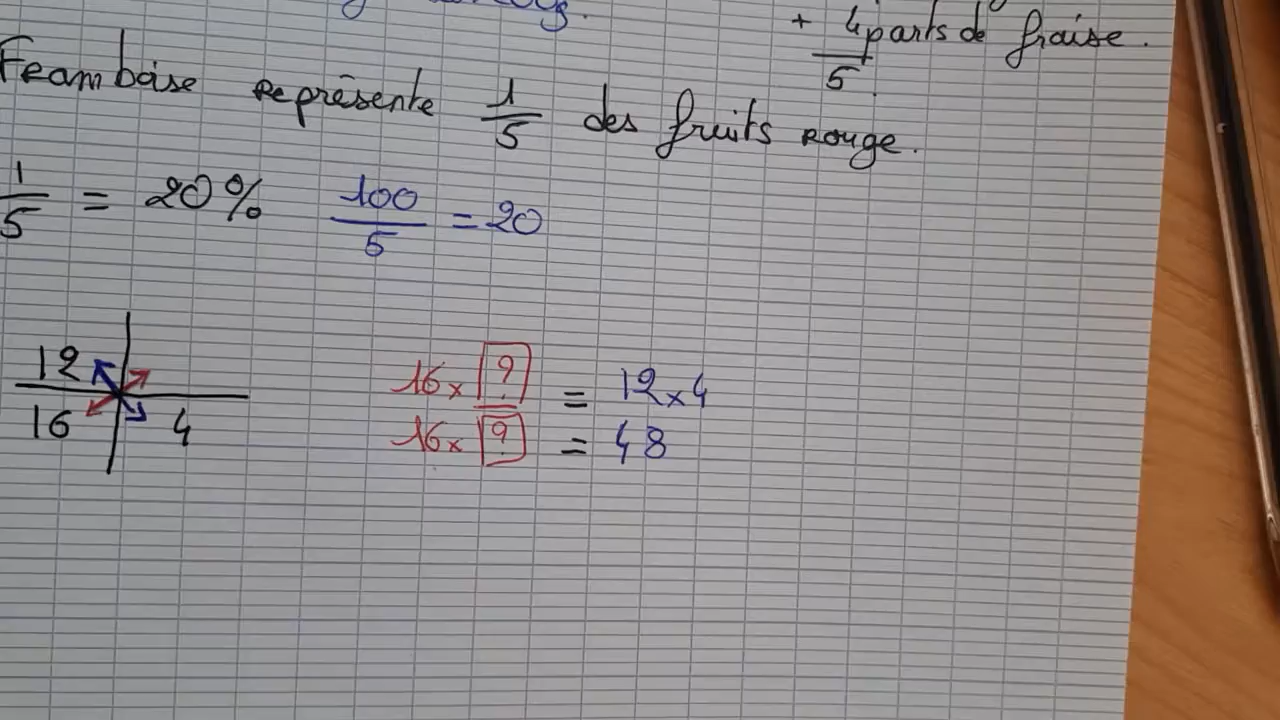 + 4 parts de fraise.
5
Framboise représente 1/5 des fruits rouge.
1/5 = 20% 100/5 = 20
12
16 4
16 x ? = 12 x 4
16 x ? = 48